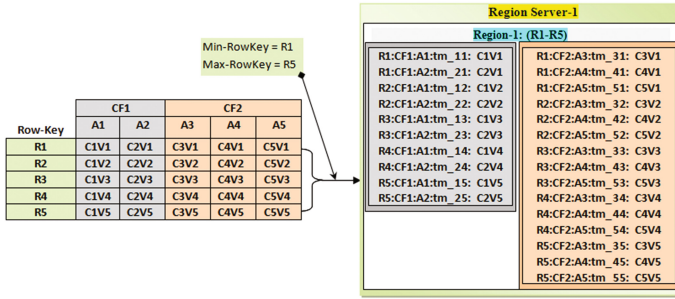 Region Server-1
Region-1: (R1-R5)
Min-RowKey = R1
Max-RowKey = R5
CF1 CF2
Row-Key A1 A2 A3 A4 A5
R1 C1V1 C2V1 C3V1 C4V1 C5V1
R2 C1V2 C2V2 C3V2 C4V2 C5V2
R3 C1V3 C2V3 C3V3 C4V3 C5V3
R4 C1V4 C2V4 C3V4 C4V4 C5V4
R5 C1V5 C2V5 C3V5 C4V5 C5V5
R1:CF1:A1:tm_11: C1V1
R1:CF1:A2:tm_21: C2V1
R2:CF1:A1:tm_12: C1V2
R2:CF1:A2:tm_22: C2V2
R3:CF1:A1:tm_13: C1V3
R3:CF1:A2:tm_23: C2V3
R4:CF1:A1:tm_14: C1V4
R4:CF1:A2:tm_24: C2V4
R5:CF1:A1:tm_15: C1V5
R5:CF1:A2:tm_25: C2V5
R1:CF2:A3:tm_31: C3V1
R1:CF2:A4:tm_41: C4V1
R1:CF2:A5:tm_51: C5V1
R2:CF2:A3:tm_32: C3V2
R2:CF2:A4:tm_42: C4V2
R2:CF2:A5:tm_52: C5V2
R3:CF2:A3:tm_33: C3V3
R3:CF2:A4:tm_43: C4V3
R3:CF2:A5:tm_53: C5V3
R4:CF2:A3:tm_34: C3V4
R4:CF2:A4:tm_44: C4V4
R4:CF2:A5:tm_54: C5V4
R5:CF2:A3:tm_35: C3V5
R5:CF2:A4:tm_45: C4V5
R5:CF2:A5:tm_55: C5V5